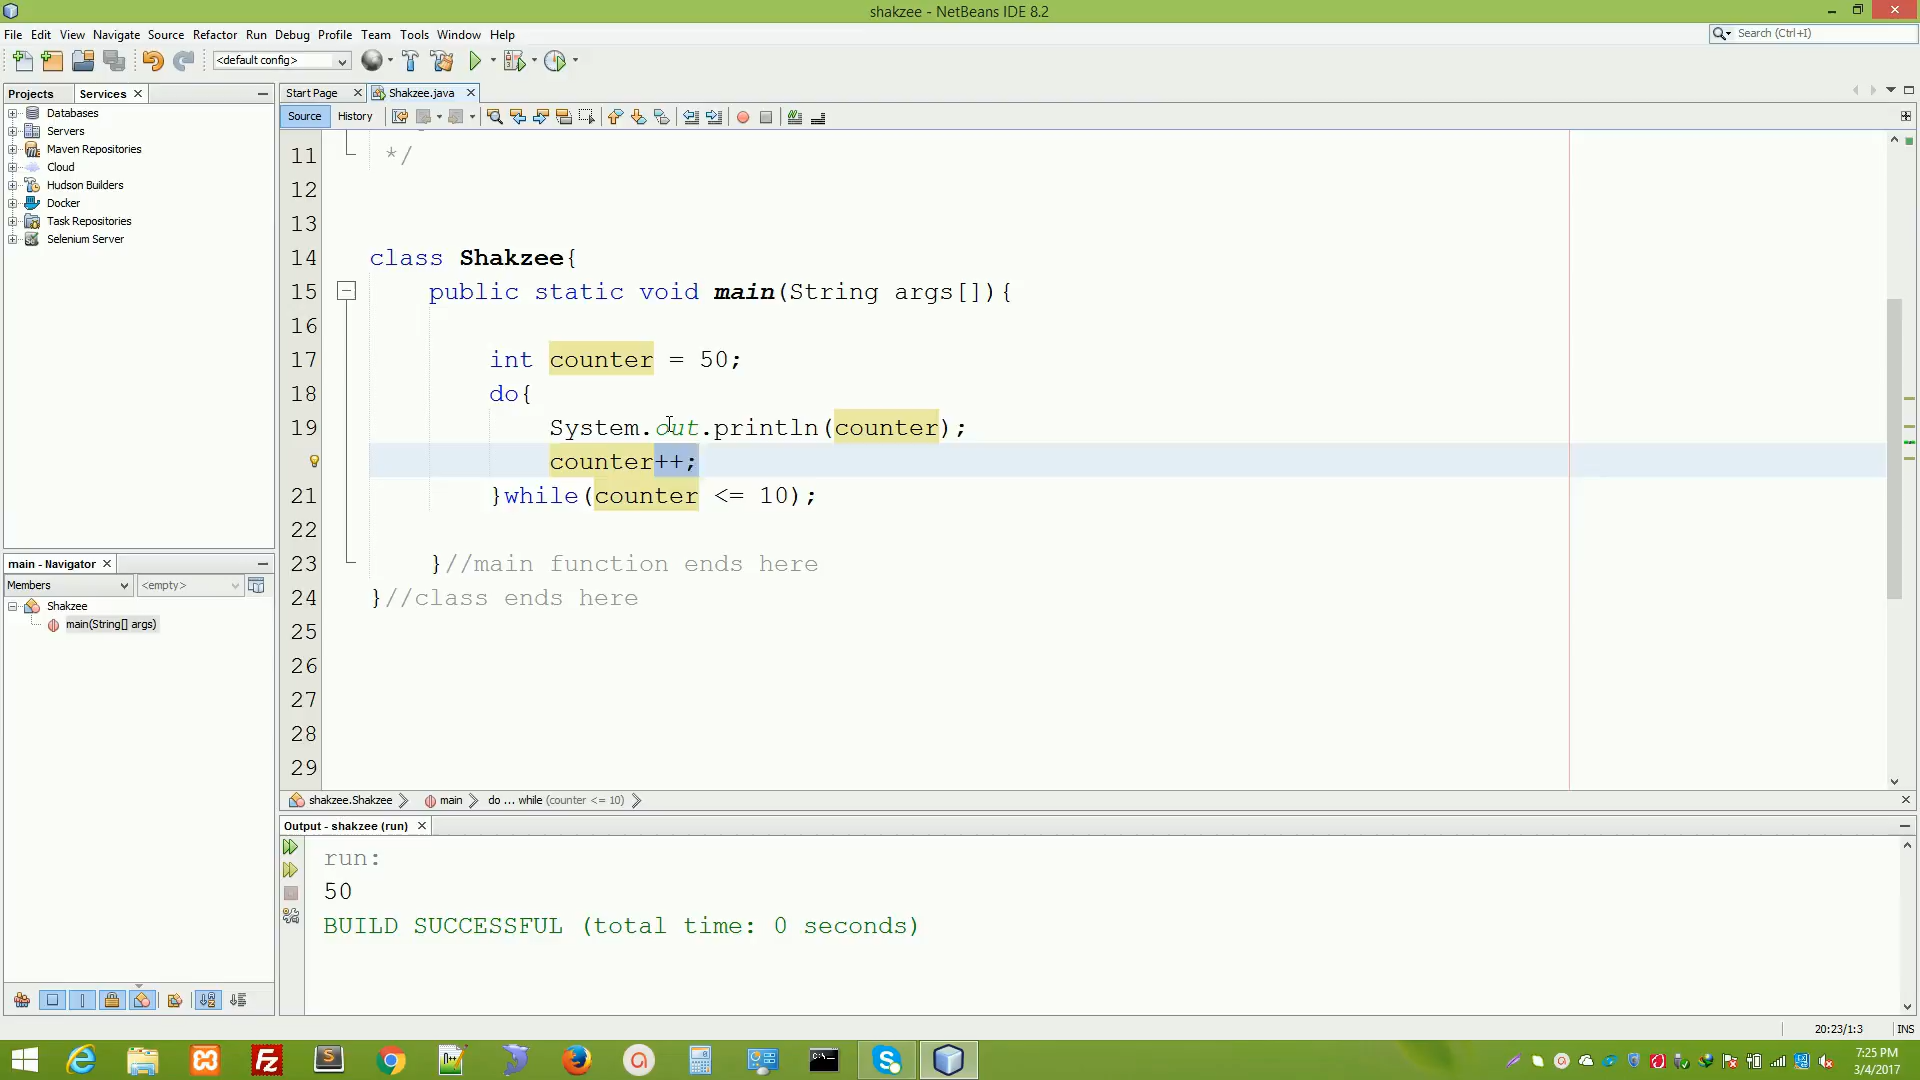 shakzee - NetBeans IDE 8.2
File Edit View Navigate Source Refactor Run Debug Profile Team Tools Window Help
Search (Ctrl+I)
<default config>
Projects Services
Start Page Shakzee.java
Source History
Databases
Servers
Maven Repositories
Cloud
Hudson Builders
Docker
Task Repositories
Selenium Server
11 */
12
13
14 class Shakzee{
15 public static void main(String args[]){
16
17 int counter = 50;
18 do{
19 System.out.println(counter);
counter++;
21 }while(counter <= 10);
22
23 }//main function ends here
24 }//class ends here
25
26
27
28
29
main - Navigator
Members <empty>
Shakzee
main(String[] args)
shakzee.Shakzee main do ... while (counter <= 10)
Output - shakzee (run)
run:
50
BUILD SUCCESSFUL (total time: 0 seconds)
20:23/1:3 INS
7:25 PM
3/4/2017